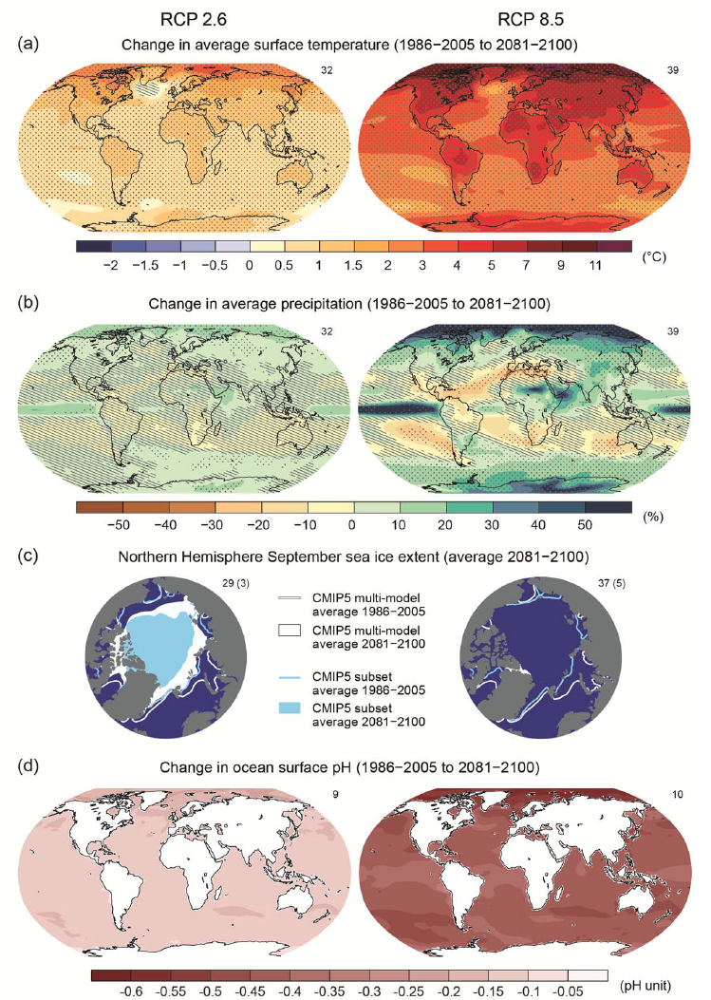 RCP 2.6 RCP 8.5
(a) Change in average surface temperature (1986−2005 to 2081−2100)
32 39
−2 −1.5 −1 −0.5 0 0.5 1 1.5 2 3 4 5 7 9 11 (°C)
(b) Change in average precipitation (1986−2005 to 2081−2100)
32 39
−50 −40 −30 −20 −10 0 10 20 30 40 50 (%)
(c) Northern Hemisphere September sea ice extent (average 2081−2100)
29 (3) 37 (5)
CMIP5 multi-model
average 1986−2005
CMIP5 multi-model
average 2081−2100
CMIP5 subset
average 1986−2005
CMIP5 subset
average 2081−2100
(d) Change in ocean surface pH (1986−2005 to 2081−2100)
9 10
-0.6 -0.55 -0.5 -0.45 -0.4 -0.35 -0.3 -0.25 -0.2 -0.15 -0.1 -0.05 (pH unit)